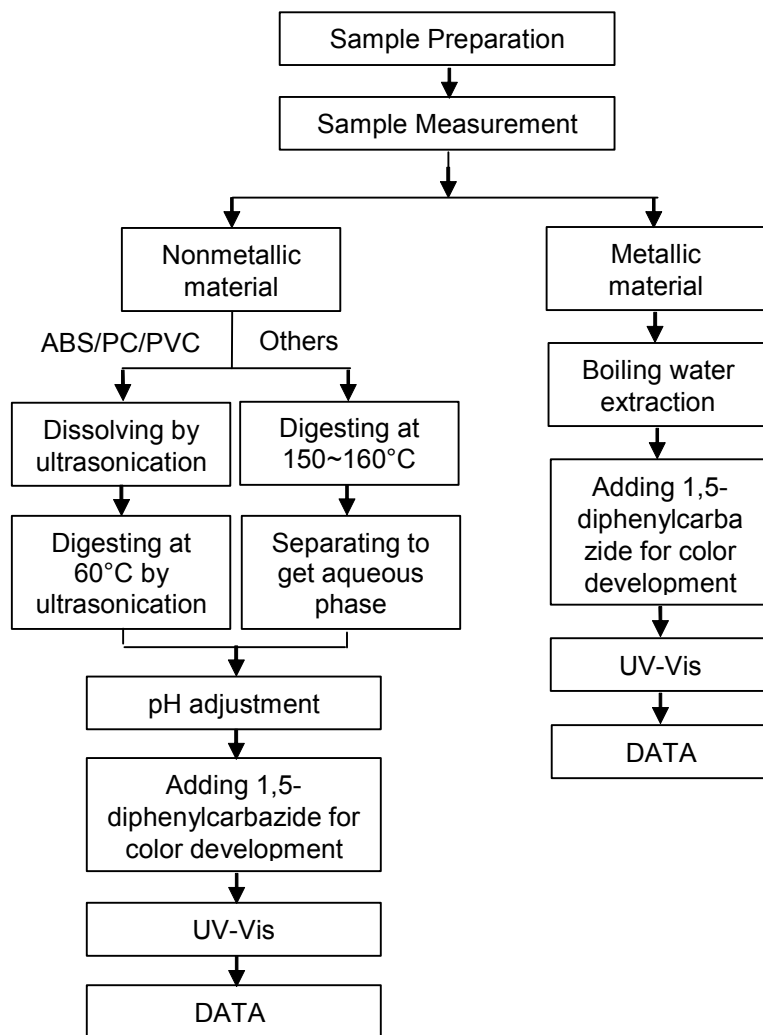 Sample Preparation
Sample Measurement
Nonmetallic
material
ABS/PC/PVC
Others
Dissolving by
ultrasonication
Digesting at
150~160°C
Digesting at
60°C by
ultrasonication
Separating to
get aqueous
phase
pH adjustment
Adding 1,5-
diphenylcarbazide for
color development
UV-Vis
DATA
Metallic
material
Boiling water
extraction
Adding 1,5-
diphenylcarba
zide for color
development
UV-Vis
DATA